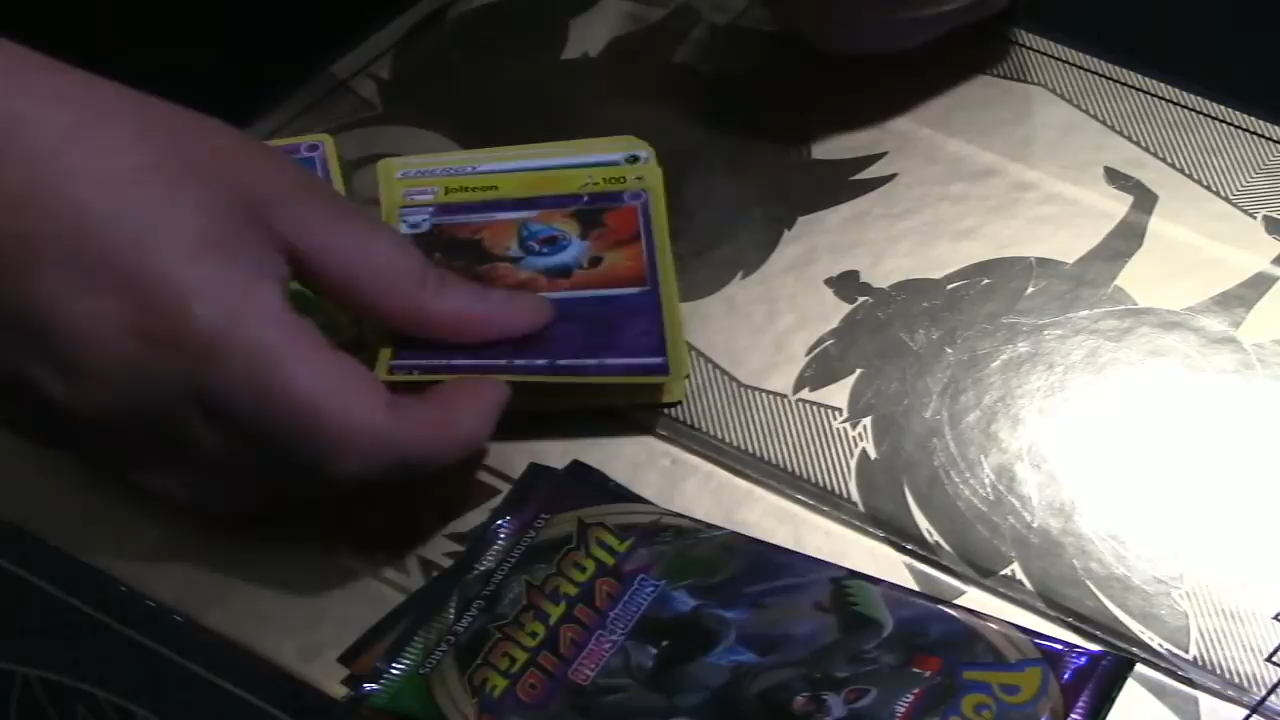 ENERGY
Jolteon
100
10 ADDITIONAL GAME CARDS
VIVID
VOLTAGE
SWORD & SHIELD
Po